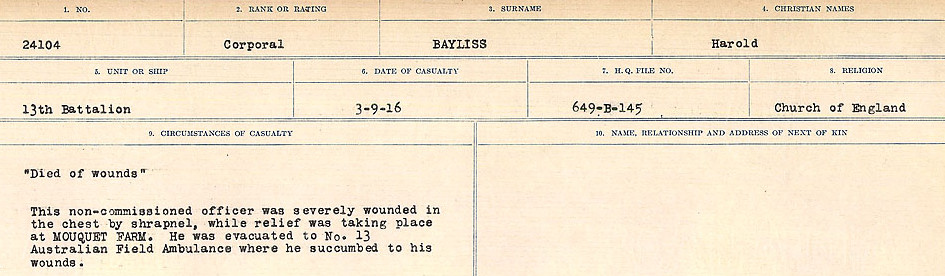 1. NO. 2. RANK OR RATING 3. SURNAME 4. CHRISTIAN NAMES
24104 Corporal BAYLISS Harold
5. UNIT OR SHIP 6. DATE OF CASUALTY 7. H.Q. FILE NO. 8. RELIGION
13th Battalion 3-9-16 649-B-145 Church of England
9. CIRCUMSTANCES OF CASUALTY 10. NAME, RELATIONSHIP AND ADDRESS OF NEXT OF KIN
"Died of wounds"
This non-commissioned officer was severely wounded in
the chest by shrapnel, while relief was taking place
at MOUQUET FARM. He was evacuated to No. 13
Australian Field Ambulance where he succumbed to his
wounds.